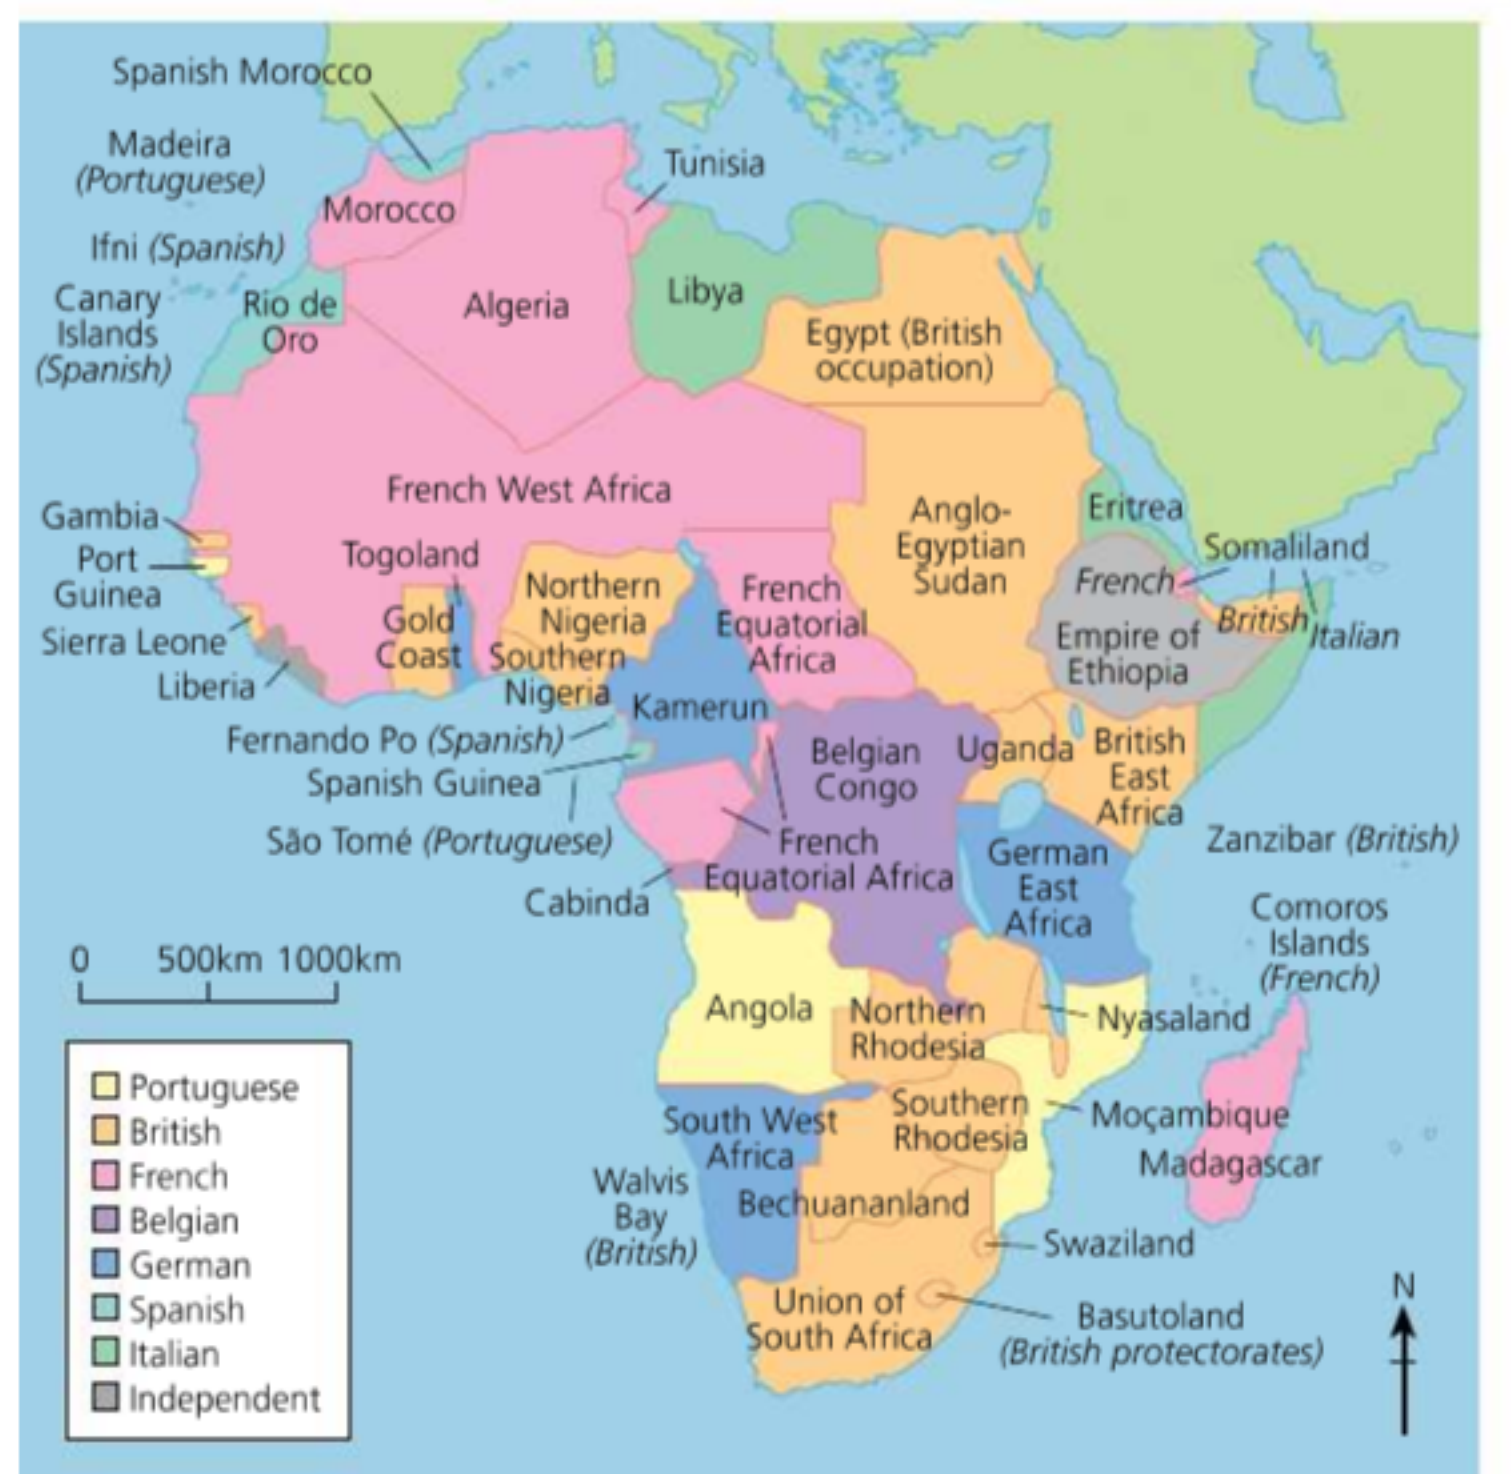 Spanish Morocco
Madeira
(Portuguese)
Tunisia
Morocco
Ifni (Spanish)
Canary
Islands
(Spanish)
Rio de
Oro
Algeria
Libya
Egypt (British
occupation)
French West Africa
Anglo-
Egyptian
Sudan
Eritrea
Gambia
Port
Guinea
Togoland
Somaliland
French
British
Italian
Northern
Nigeria
French
Equatorial
Africa
Gold
Coast
Sierra Leone
Southern
Nigeria
Empire of
Ethiopia
Liberia
Kamerun
Fernando Po (Spanish)
Spanish Guinea
Belgian
Congo
Uganda
British
East
Africa
São Tomé (Portuguese)
French
Equatorial Africa
Zanzibar (British)
German
East
Africa
Cabinda
Comoros
Islands
(French)
0 500km 1000km
Angola
Northern
Rhodesia
Nyasaland
Southern
Rhodesia
Moçambique
Madagascar
South West
Africa
Walvis
Bay
(British)
Bechuananland
Swaziland
Union of
South Africa
Basutoland
(British protectorates)
N
Portuguese
British
French
Belgian
German
Spanish
Italian
Independent